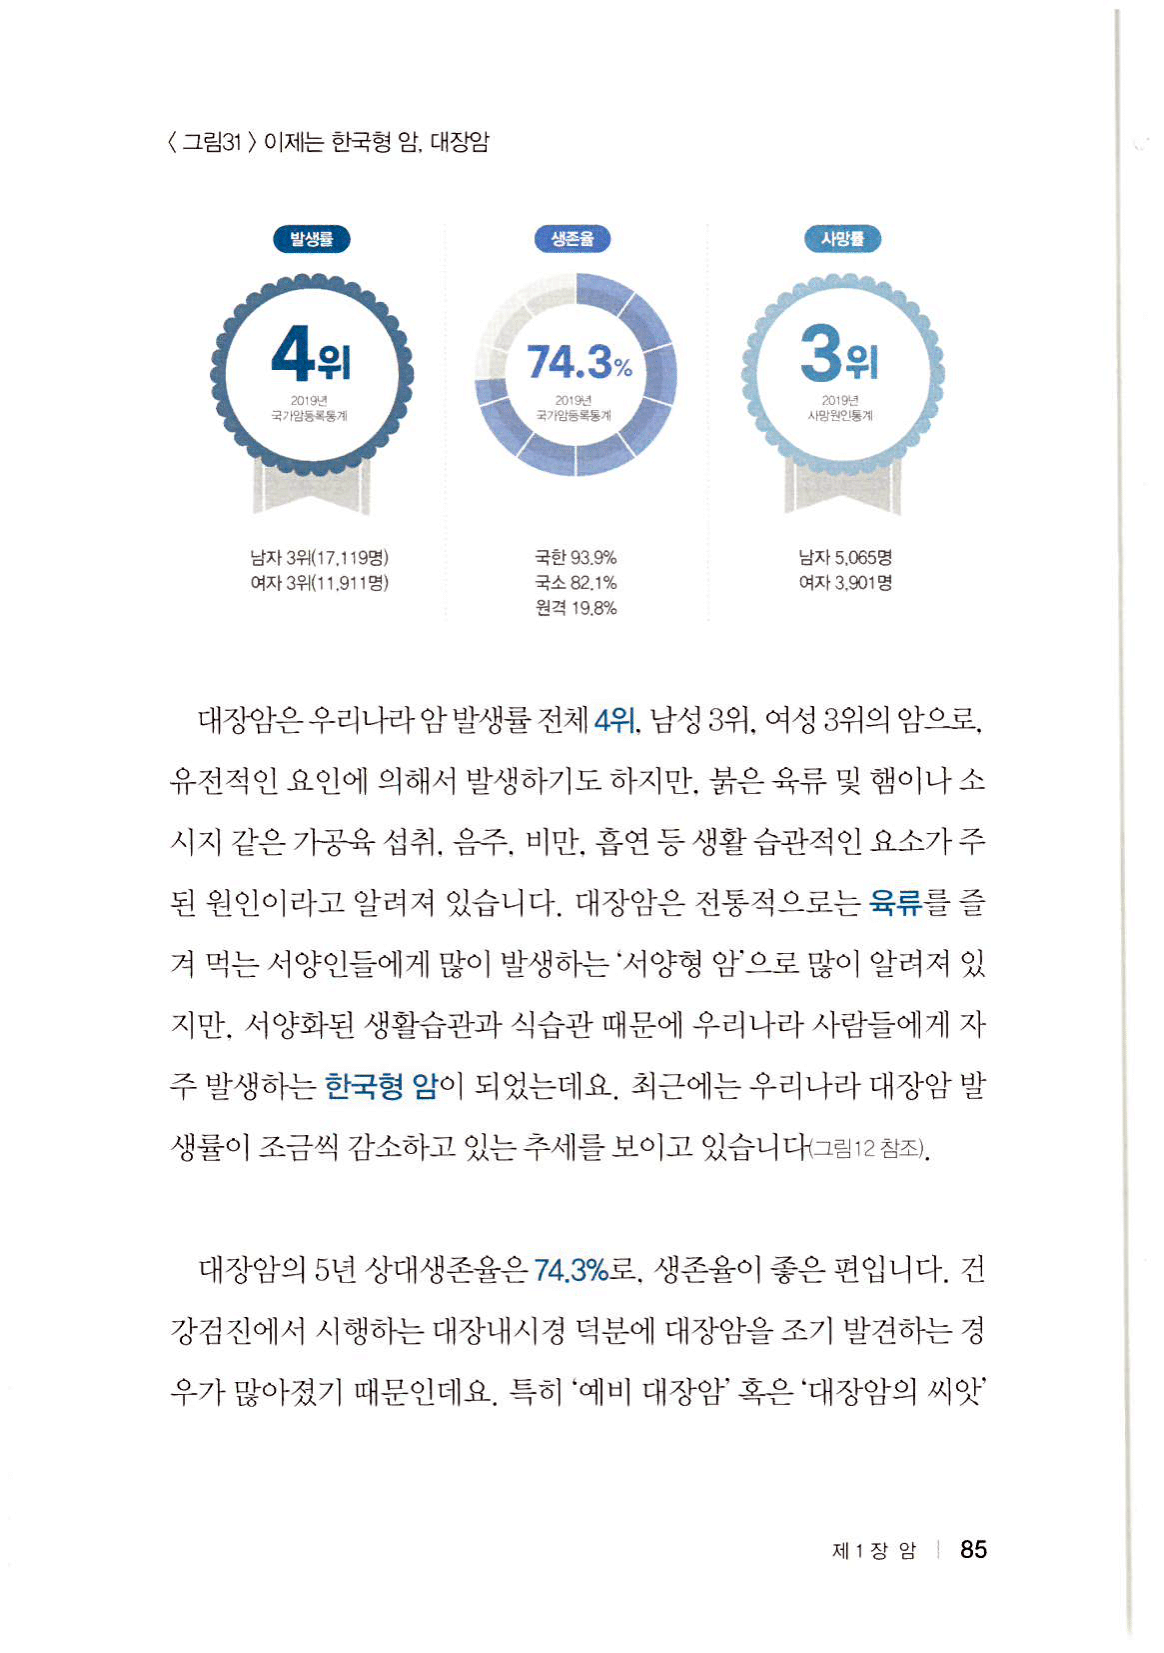 〈 그림31 〉 이제는 한국형 암, 대장암
발생률
4위
2019년
국가암등록통계
남자 3위(17,119명)
여자 3위(11,911명)
생존율
74.3%
2019년
국가암등록통계
국한 93.9%
국소 82.1%
원격 19.8%
사망률
3위
2019년
사망원인통계
남자 5,065명
여자 3,901명
대장암은 우리나라 암 발생률 전체 4위, 남성 3위, 여성 3위의 암으로,
유전적인 요인에 의해서 발생하기도 하지만, 붉은 육류 및 햄이나 소
시지 같은 가공육 섭취, 음주, 비만, 흡연 등 생활 습관적인 요소가 주
된 원인이라고 알려져 있습니다. 대장암은 전통적으로는 육류를 즐
겨 먹는 서양인들에게 많이 발생하는 ‘서양형 암’으로 많이 알려져 있
지만, 서양화된 생활습관과 식습관 때문에 우리나라 사람들에게 자
주 발생하는 한국형 암이 되었는데요. 최근에는 우리나라 대장암 발
생률이 조금씩 감소하고 있는 추세를 보이고 있습니다(그림12 참조).
대장암의 5년 상대생존율은 74.3%로, 생존율이 좋은 편입니다. 건
강검진에서 시행하는 대장내시경 덕분에 대장암을 조기 발견하는 경
우가 많아졌기 때문인데요. 특히 ‘예비 대장암’ 혹은 ‘대장암의 씨앗’
제1장 암 | 85